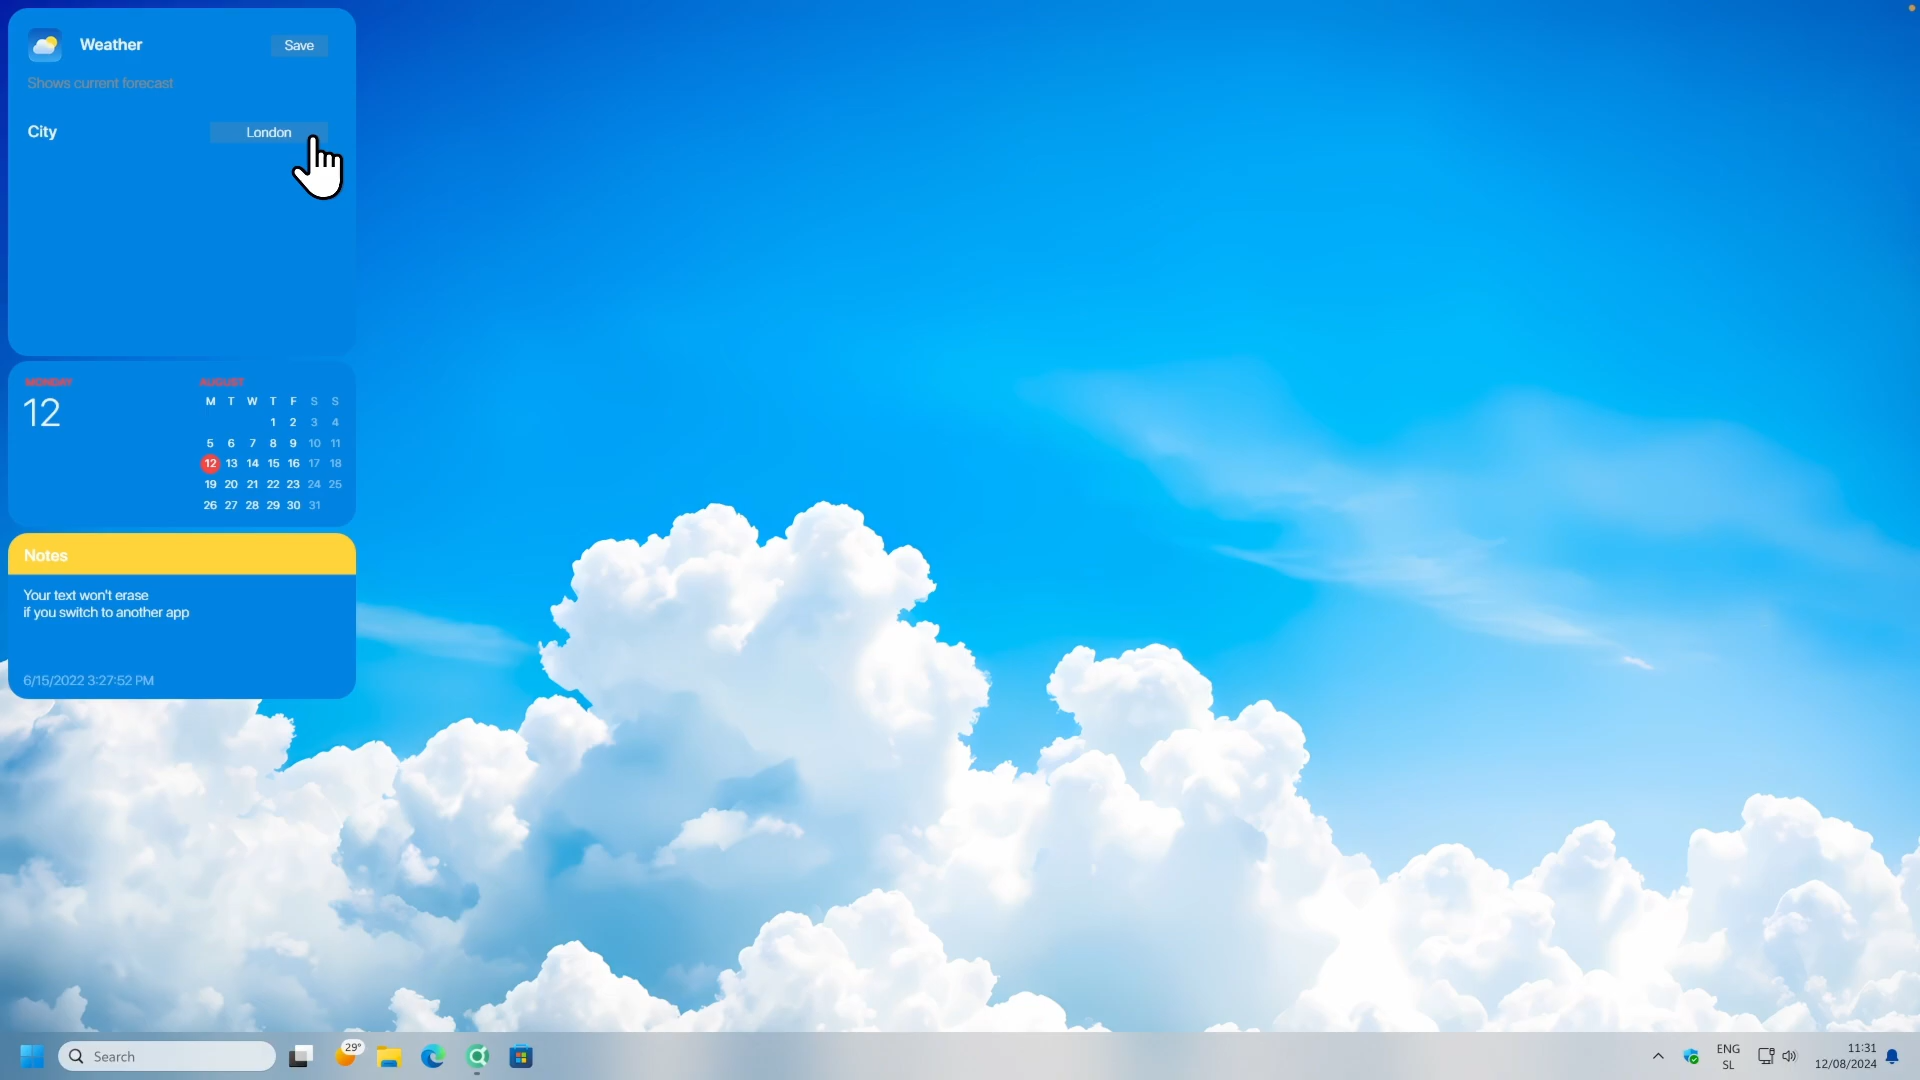 Weather
Save
Shows current forecast
City
London
MONDAY
12
AUGUST
M T W T F S S
1 2 3 4
5 6 7 8 9 10 11
12 13 14 15 16 17 18
19 20 21 22 23 24 25
26 27 28 29 30 31
Notes
Your text won't erase
if you switch to another app
6/15/2022 3:27:52 PM
Search
29°
ENG
SL
11:31
12/08/2024